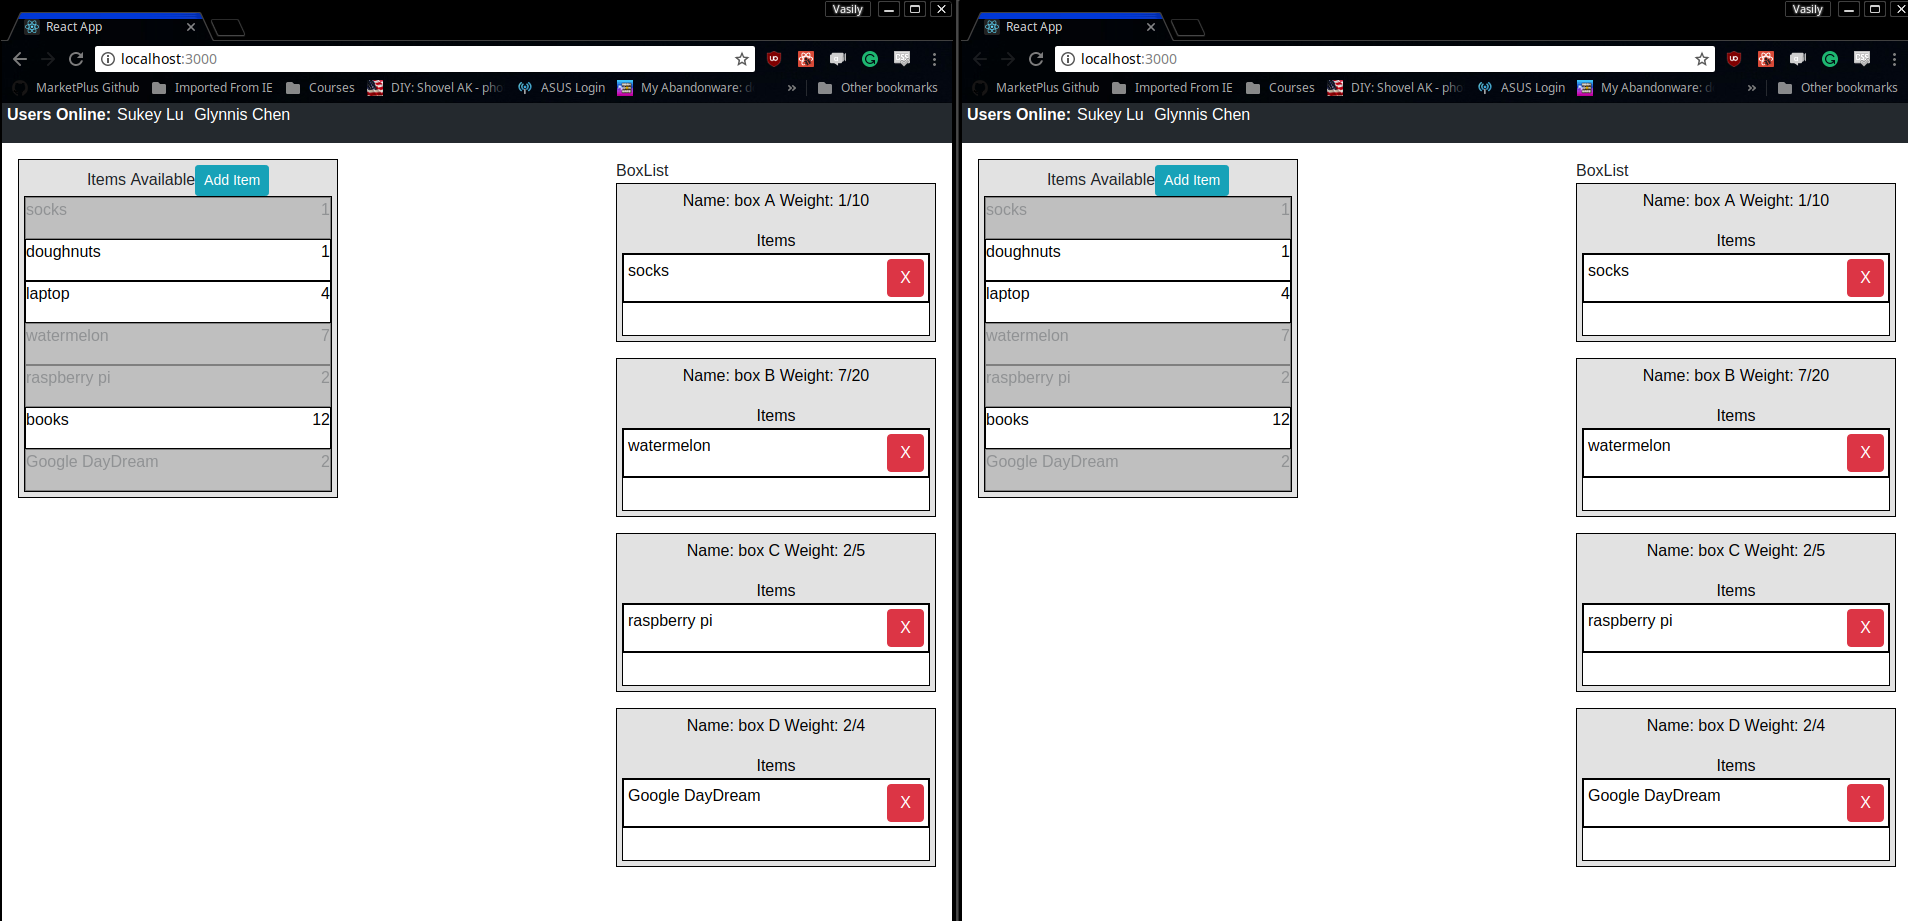 Vasily
React App
localhost:3000
MarketPlus Github Imported From IE Courses DIY: Shovel AK - pho ASUS Login My Abandonware: d » Other bookmarks
Users Online: Sukey Lu Glynnis Chen
Items Available Add Item
socks 1
doughnuts 1
laptop 4
watermelon 7
raspberry pi 2
books 12
Google DayDream 2
BoxList
Name: box A Weight: 1/10
Items
socks X
Name: box B Weight: 7/20
Items
watermelon X
Name: box C Weight: 2/5
Items
raspberry pi X
Name: box D Weight: 2/4
Items
Google DayDream X
Vasily
React App
localhost:3000
MarketPlus Github Imported From IE Courses DIY: Shovel AK - pho ASUS Login My Abandonware: d » Other bookmarks
Users Online: Sukey Lu Glynnis Chen
Items Available Add Item
socks 1
doughnuts 1
laptop 4
watermelon 7
raspberry pi 2
books 12
Google DayDream 2
BoxList
Name: box A Weight: 1/10
Items
socks X
Name: box B Weight: 7/20
Items
watermelon X
Name: box C Weight: 2/5
Items
raspberry pi X
Name: box D Weight: 2/4
Items
Google DayDream X